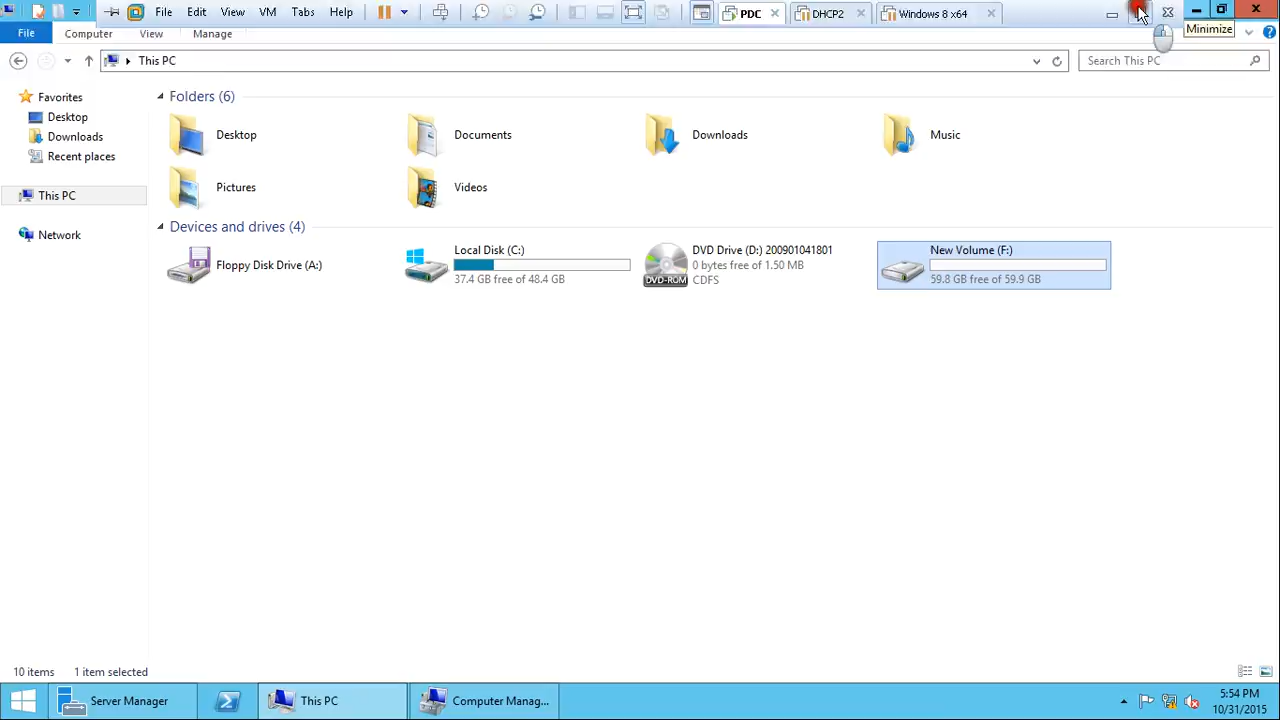 File Edit View VM Tabs Help PDC DHCP2 Windows 8 x64
Minimize
File Computer View Manage
This PC Search This PC
Favorites
Desktop
Downloads
Recent places
This PC
Network
Folders (6)
Desktop Documents Downloads Music
Pictures Videos
Devices and drives (4)
Floppy Disk Drive (A:)
Local Disk (C:)
37.4 GB free of 48.4 GB
DVD Drive (D:) 200901041801
0 bytes free of 1.50 MB
CDFS
DVD-ROM
New Volume (F:)
59.8 GB free of 59.9 GB
10 items 1 item selected
Server Manager This PC Computer Manag...
5:54 PM
10/31/2015